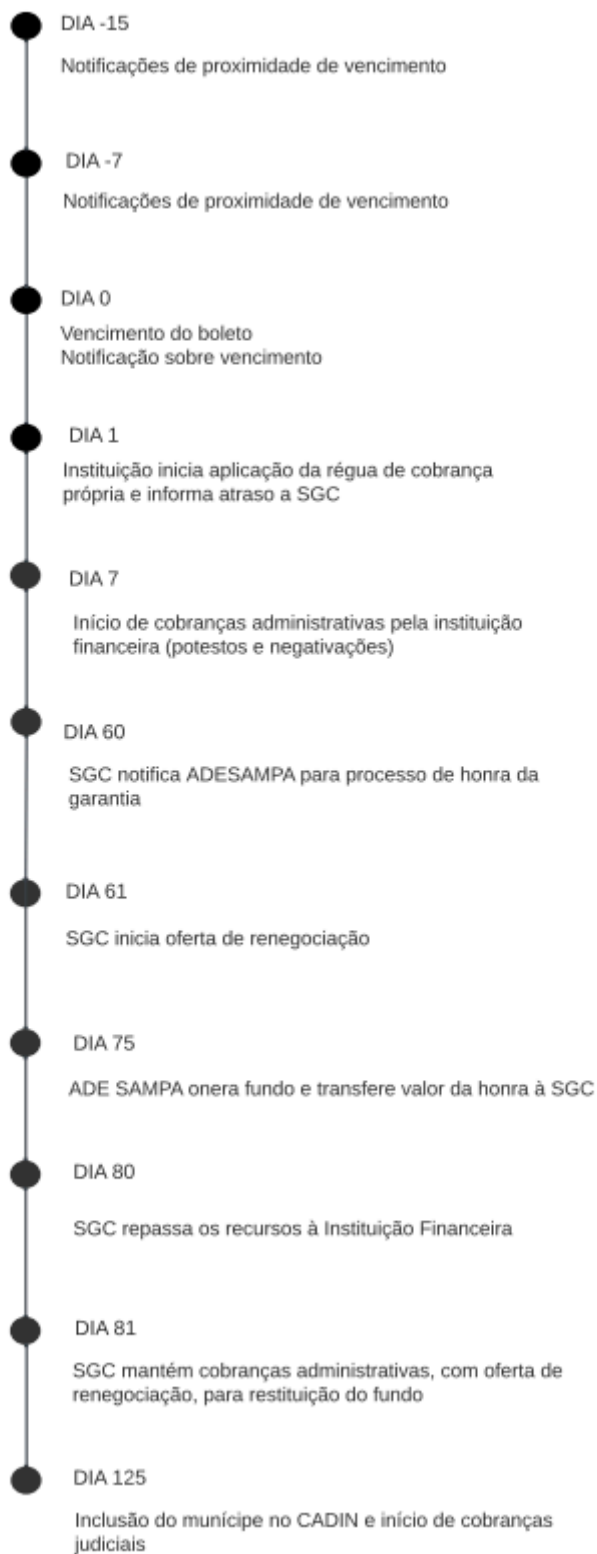 DIA -15
Notificações de proximidade de vencimento
DIA -7
Notificações de proximidade de vencimento
DIA 0
Vencimento do boleto
Notificação sobre vencimento
DIA 1
Instituição inicia aplicação da régua de cobrança
própria e informa atraso a SGC
DIA 7
Início de cobranças administrativas pela instituição
financeira (potestos e negativações)
DIA 60
SGC notifica ADESAMPA para processo de honra da
garantia
DIA 61
SGC inicia oferta de renegociação
DIA 75
ADE SAMPA onera fundo e transfere valor da honra à SGC
DIA 80
SGC repassa os recursos à Instituição Financeira
DIA 81
SGC mantém cobranças administrativas, com oferta de
renegociação, para restituição do fundo
DIA 125
Inclusão do munícipe no CADIN e início de cobranças
judiciais